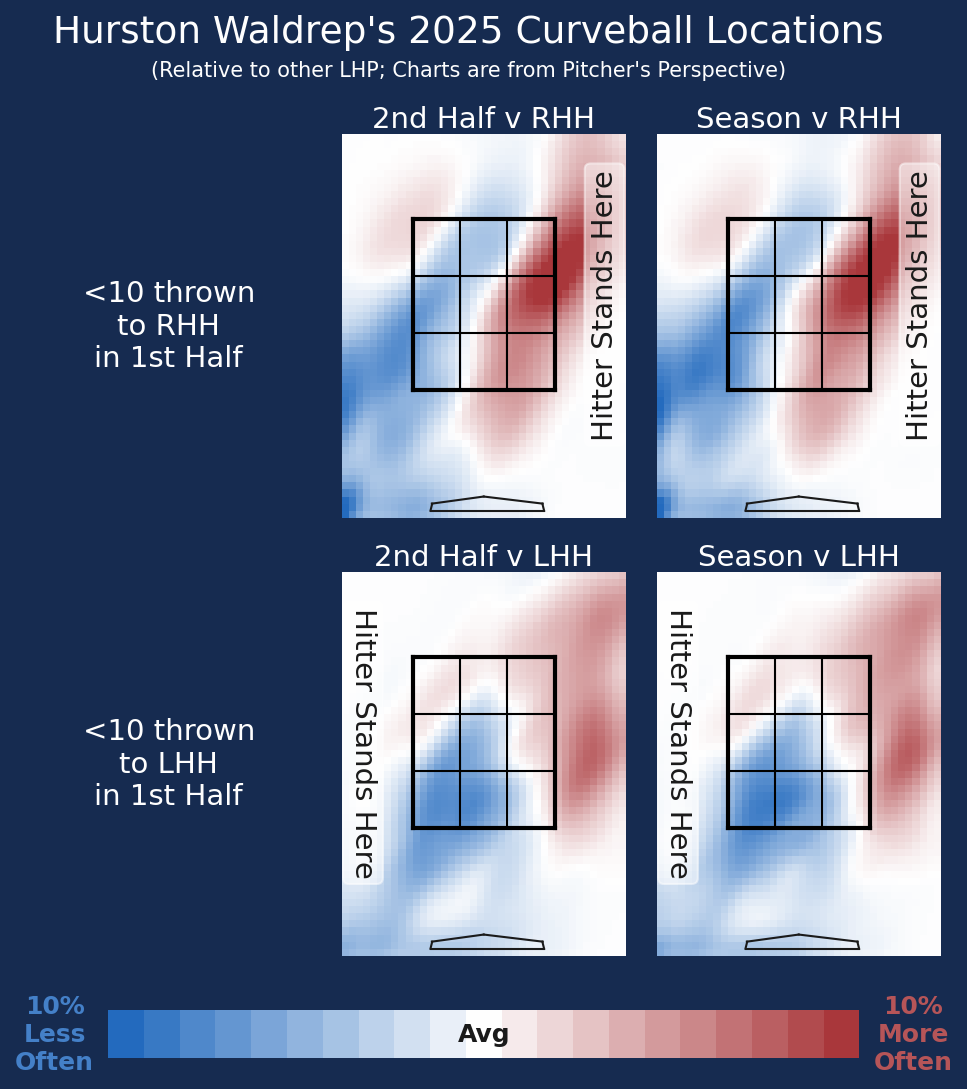 Hurston Waldrep's 2025 Curveball Locations
(Relative to other LHP; Charts are from Pitcher's Perspective)
2nd Half v RHH
Season v RHH
<10 thrown
to RHH
in 1st Half
Hitter Stands Here
Hitter Stands Here
2nd Half v LHH
Season v LHH
<10 thrown
to LHH
in 1st Half
Hitter Stands Here
Hitter Stands Here
10%
Less
Often
Avg
10%
More
Often